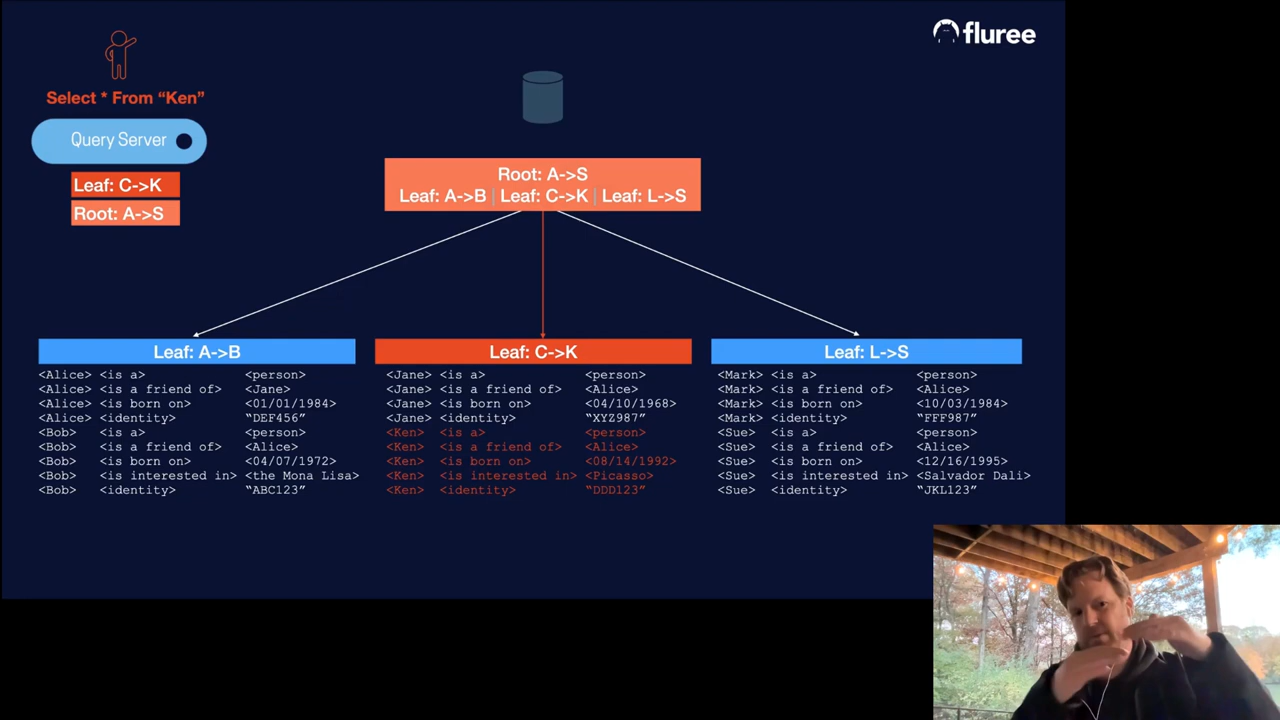 fluree
Select * From “Ken”
Query Server
Leaf: C->K
Root: A->S
Root: A->S
Leaf: A->B | Leaf: C->K | Leaf: L->S
Leaf: A->B
<Alice> <is a> <person>
<Alice> <is a friend of> <Jane>
<Alice> <is born on> <01/01/1984>
<Alice> <identity> “DEF456”
<Bob> <is a> <person>
<Bob> <is a friend of> <Alice>
<Bob> <is born on> <04/07/1972>
<Bob> <is interested in> <the Mona Lisa>
<Bob> <identity> “ABC123”
Leaf: C->K
<Jane> <is a> <person>
<Jane> <is a friend of> <Alice>
<Jane> <is born on> <04/10/1968>
<Jane> <identity> “XYZ987”
<Ken> <is a> <person>
<Ken> <is a friend of> <Alice>
<Ken> <is born on> <08/14/1992>
<Ken> <is interested in> <Picasso>
<Ken> <identity> “DDD123”
Leaf: L->S
<Mark> <is a> <person>
<Mark> <is a friend of> <Alice>
<Mark> <is born on> <10/03/1984>
<Mark> <identity> “FFF987”
<Sue> <is a> <person>
<Sue> <is a friend of> <Alice>
<Sue> <is born on> <12/16/1995>
<Sue> <is interested in> <Salvador Dali>
<Sue> <identity> “JKL123”